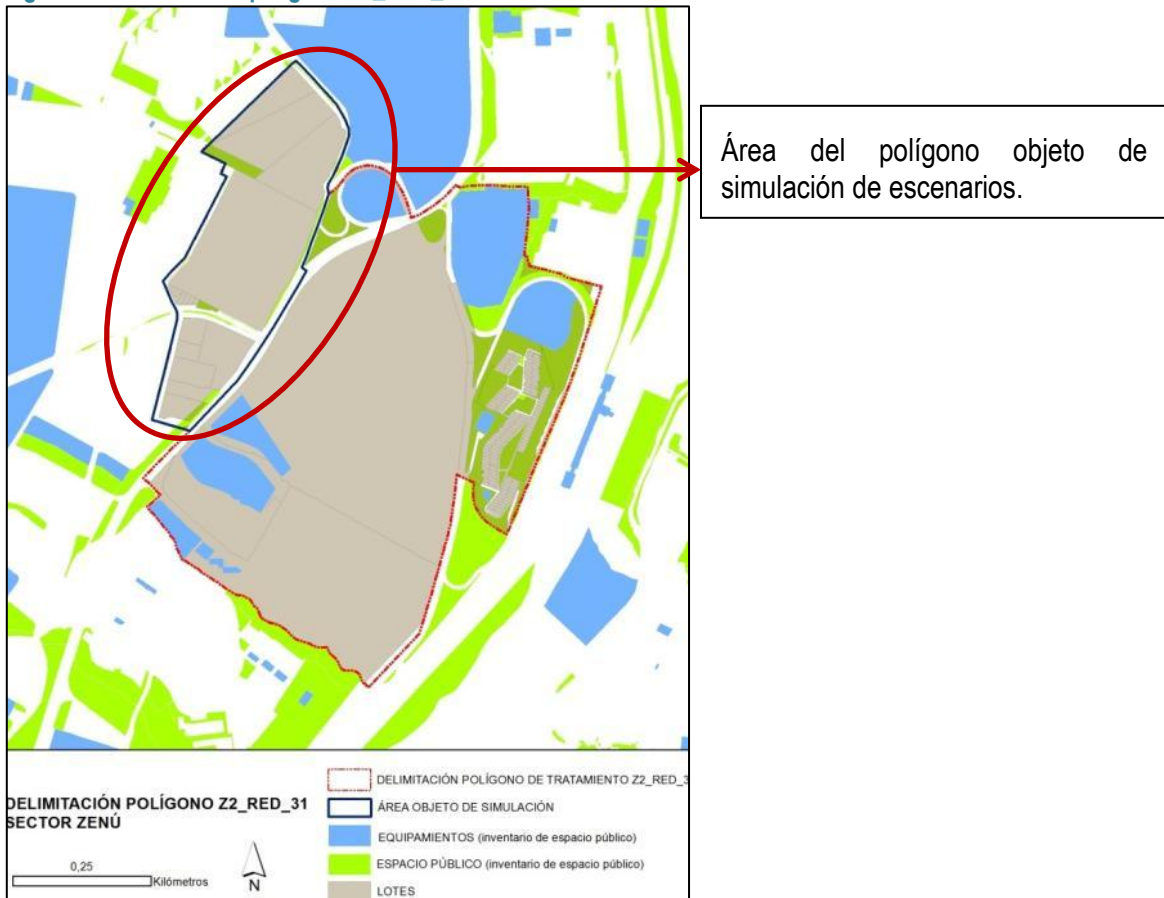 Área del polígono objeto de
simulación de escenarios.
DELIMITACIÓN POLÍGONO Z2_RED_31
SECTOR ZENÚ
0,25
Kilómetros
N
DELIMITACIÓN POLÍGONO DE TRATAMIENTO Z2_RED_3
ÁREA OBJETO DE SIMULACIÓN
EQUIPAMIENTOS (inventario de espacio público)
ESPACIO PÚBLICO (inventario de espacio público)
LOTES